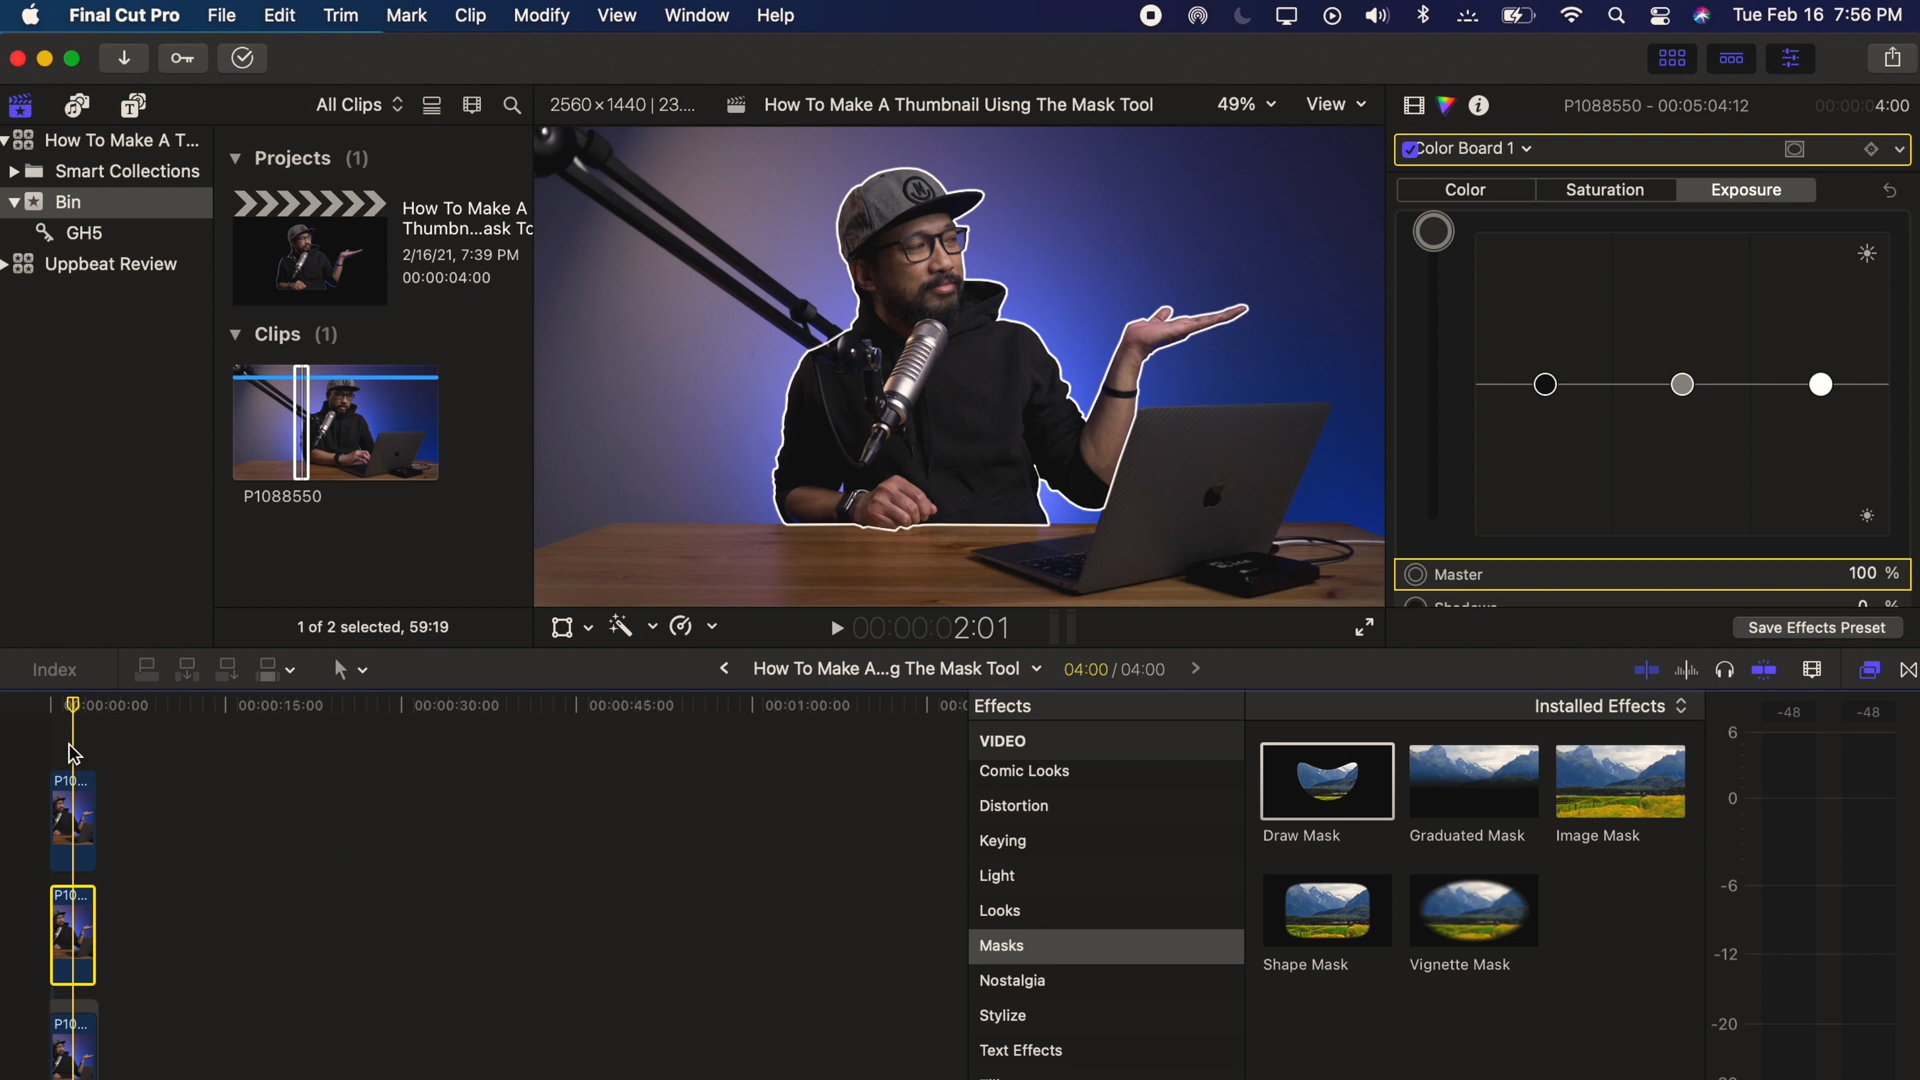 Final Cut Pro File Edit Trim Mark Clip Modify View Window Help Tue Feb 16 7:56 PM
All Clips 2560×1440 | 23.... How To Make A Thumbnail Uisng The Mask Tool 49% View P1088550 - 00:05:04:12 00:00:04:00
How To Make A T...
Smart Collections
Bin
GH5
Uppbeat Review
Projects (1)
How To Make A
Thumbn...ask To
2/16/21, 7:39 PM
00:00:04:00
Clips (1)
P1088550
1 of 2 selected, 59:19
00:00:02:01
Color Board 1
Color Saturation Exposure
Master 100 %
Shadows 0 %
Save Effects Preset
Index How To Make A...g The Mask Tool 04:00 / 04:00
00:00:00:00 00:00:15:00 00:00:30:00 00:00:45:00 00:01:00:00
P10...
P10...
P10...
Effects Installed Effects
VIDEO
Comic Looks
Distortion
Keying
Light
Looks
Masks
Nostalgia
Stylize
Text Effects
Draw Mask Graduated Mask Image Mask
Shape Mask Vignette Mask
-48 -48
6
0
-6
-12
-20